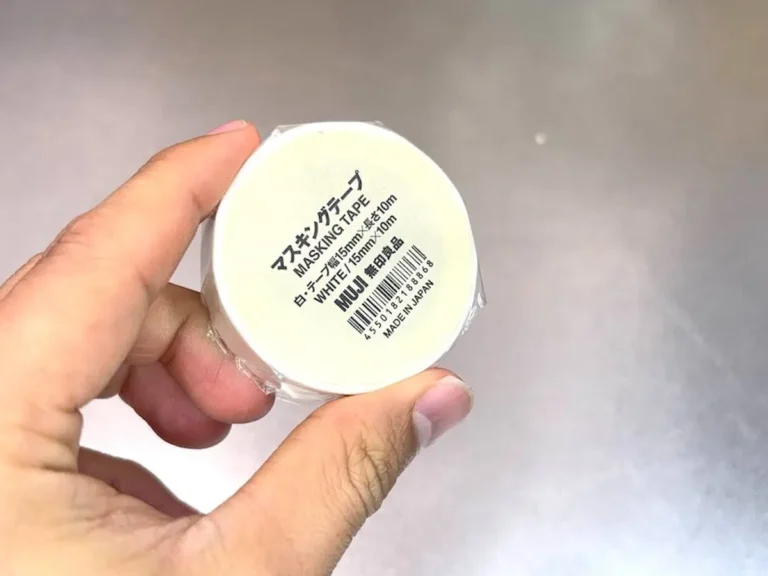 マスキングテープ
MASKING TAPE
白・テープ幅15mm×長さ10m
WHITE/15mm×10m
MUJI 無印良品
4550182188868
MADE IN JAPAN